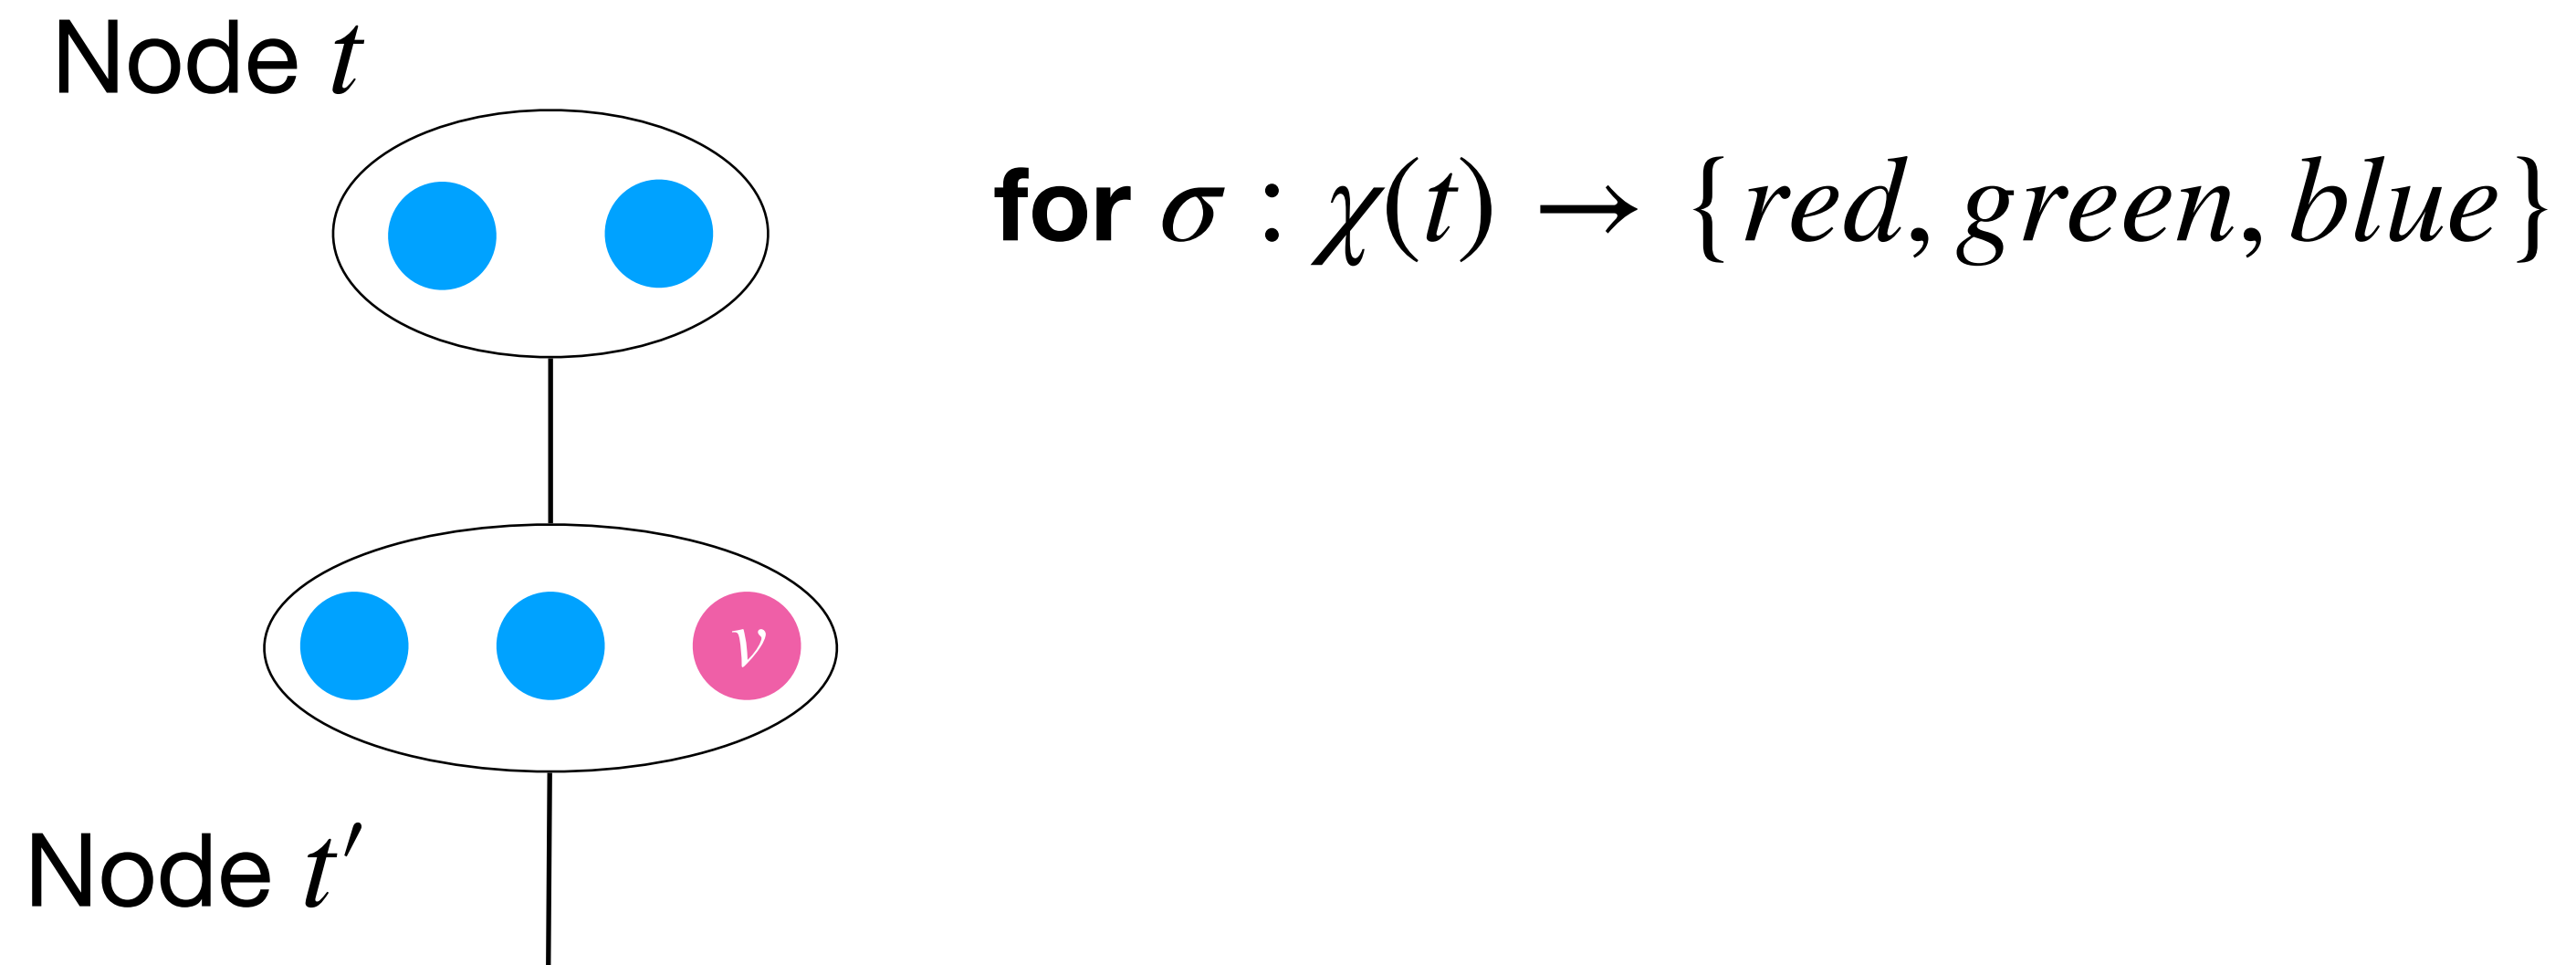 Node t
for σ : χ(t) → {red, green, blue}
v
Node t′